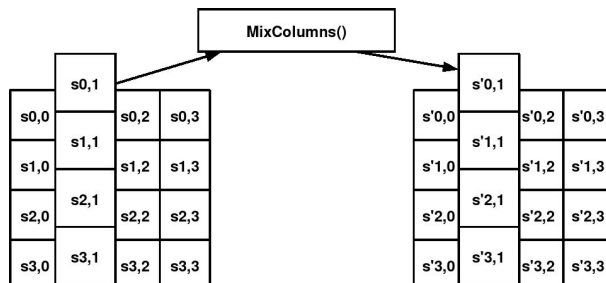 MixColumns()
s0,1 s'0,1
s0,0 s0,2 s0,3 s'0,0 s'0,2 s'0,3
s1,1 s'1,1
s1,0 s1,2 s1,3 s'1,0 s'1,2 s'1,3
s2,1 s'2,1
s2,0 s2,2 s2,3 s'2,0 s'2,2 s'2,3
s3,1 s'3,1
s3,0 s3,2 s3,3 s'3,0 s'3,2 s'3,3